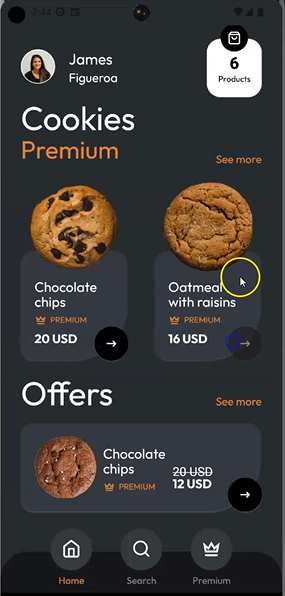 7:44
James
Figueroa
6
Products
Cookies
Premium
See more
Chocolate
chips
PREMIUM
20 USD
Oatmeal
with raisins
PREMIUM
16 USD
Offers
See more
Chocolate
chips
PREMIUM
20 USD
12 USD
Home
Search
Premium